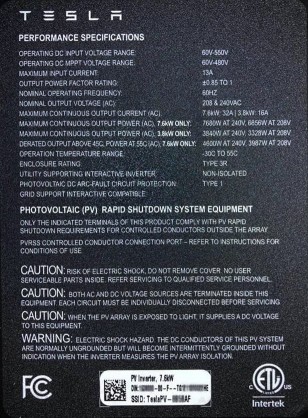 TESLA
PERFORMANCE SPECIFICATIONS
OPERATING DC INPUT VOLTAGE RANGE: 60V-550V
OPERATING DC MPPT VOLTAGE RANGE: 60V-480V
MAXIMUM INPUT CURRENT: 13A
OUTPUT POWER FACTOR RATING: ±0.85 TO 1
NOMINAL OPERATING FREQUENCY: 60HZ
NOMINAL OUTPUT VOLTAGE (AC): 208 & 240VAC
MAXIMUM CONTINUOUS OUTPUT CURRENT (AC): 7.6kW: 32A | 3.8kW: 16A
MAXIMUM CONTINUOUS OUTPUT POWER (AC), 7.6kW ONLY: 7680W AT 240V, 6656W AT 208V
MAXIMUM CONTINUOUS OUTPUT POWER (AC), 3.8kW ONLY: 3840W AT 240V, 3328W AT 208V
DERATED OUTPUT ABOVE 45C, POWER AT 55C (AC); 7.6kW ONLY: 4600W AT 240V, 3987W AT 208V
OPERATION TEMPERATURE RANGE: -30C TO 55C
ENCLOSURE RATING: TYPE 3R
UTILITY SUPPORTING INTERACTIVE INVERTER: NON-ISOLATED
PHOTOVOLTAIC DC ARC-FAULT CIRCUIT PROTECTION: TYPE 1
GRID SUPPORT INTERACTIVE COMPATIBLE
PHOTOVOLTAIC (PV) RAPID SHUTDOWN SYSTEM EQUIPMENT
ONLY THE INDICATED TERMINALS OF THIS PRODUCT COMPLY WITH PV RAPID
SHUTDOWN REQUIREMENTS FOR CONTROLLED CONDUCTORS OUTSIDE THE ARRAY
PVRSS CONTROLLED CONDUCTOR CONNECTION PORT – REFER TO INSTRUCTIONS FOR
CONDITIONS OF USE
CAUTION: RISK OF ELECTRIC SHOCK, DO NOT REMOVE COVER. NO USER
SERVICEABLE PARTS INSIDE. REFER SERVICING TO QUALIFIED SERVICE PERSONNEL.
CAUTION: BOTH AC AND DC VOLTAGE SOURCES ARE TERMINATED INSIDE THIS
EQUIPMENT. EACH CIRCUIT MUST BE INDIVIDUALLY DISCONNECTED BEFORE SERVICING
CAUTION: WHEN THE PV ARRAY IS EXPOSED TO LIGHT, IT SUPPLIES A DC VOLTAGE
TO THIS EQUIPMENT.
WARNING: ELECTRIC SHOCK HAZARD. THE DC CONDUCTORS OF THIS PV SYSTEM
ARE NORMALLY UNGROUNDED BUT WILL BECOME INTERMITTENTLY GROUNDED WITHOUT
INDICATION WHEN THE INVERTER MEASURES THE PV ARRAY ISOLATION.
FC
PV Inverter, 7.6kW
SSID:
C ETL US
Intertek